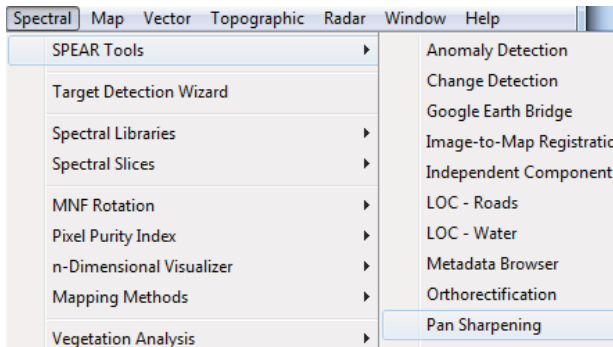 Spectral Map Vector Topographic Radar Window Help
SPEAR Tools
Target Detection Wizard
Spectral Libraries
Spectral Slices
MNF Rotation
Pixel Purity Index
n-Dimensional Visualizer
Mapping Methods
Vegetation Analysis
Anomaly Detection
Change Detection
Google Earth Bridge
Image-to-Map Registratio
Independent Component
LOC - Roads
LOC - Water
Metadata Browser
Orthorectification
Pan Sharpening